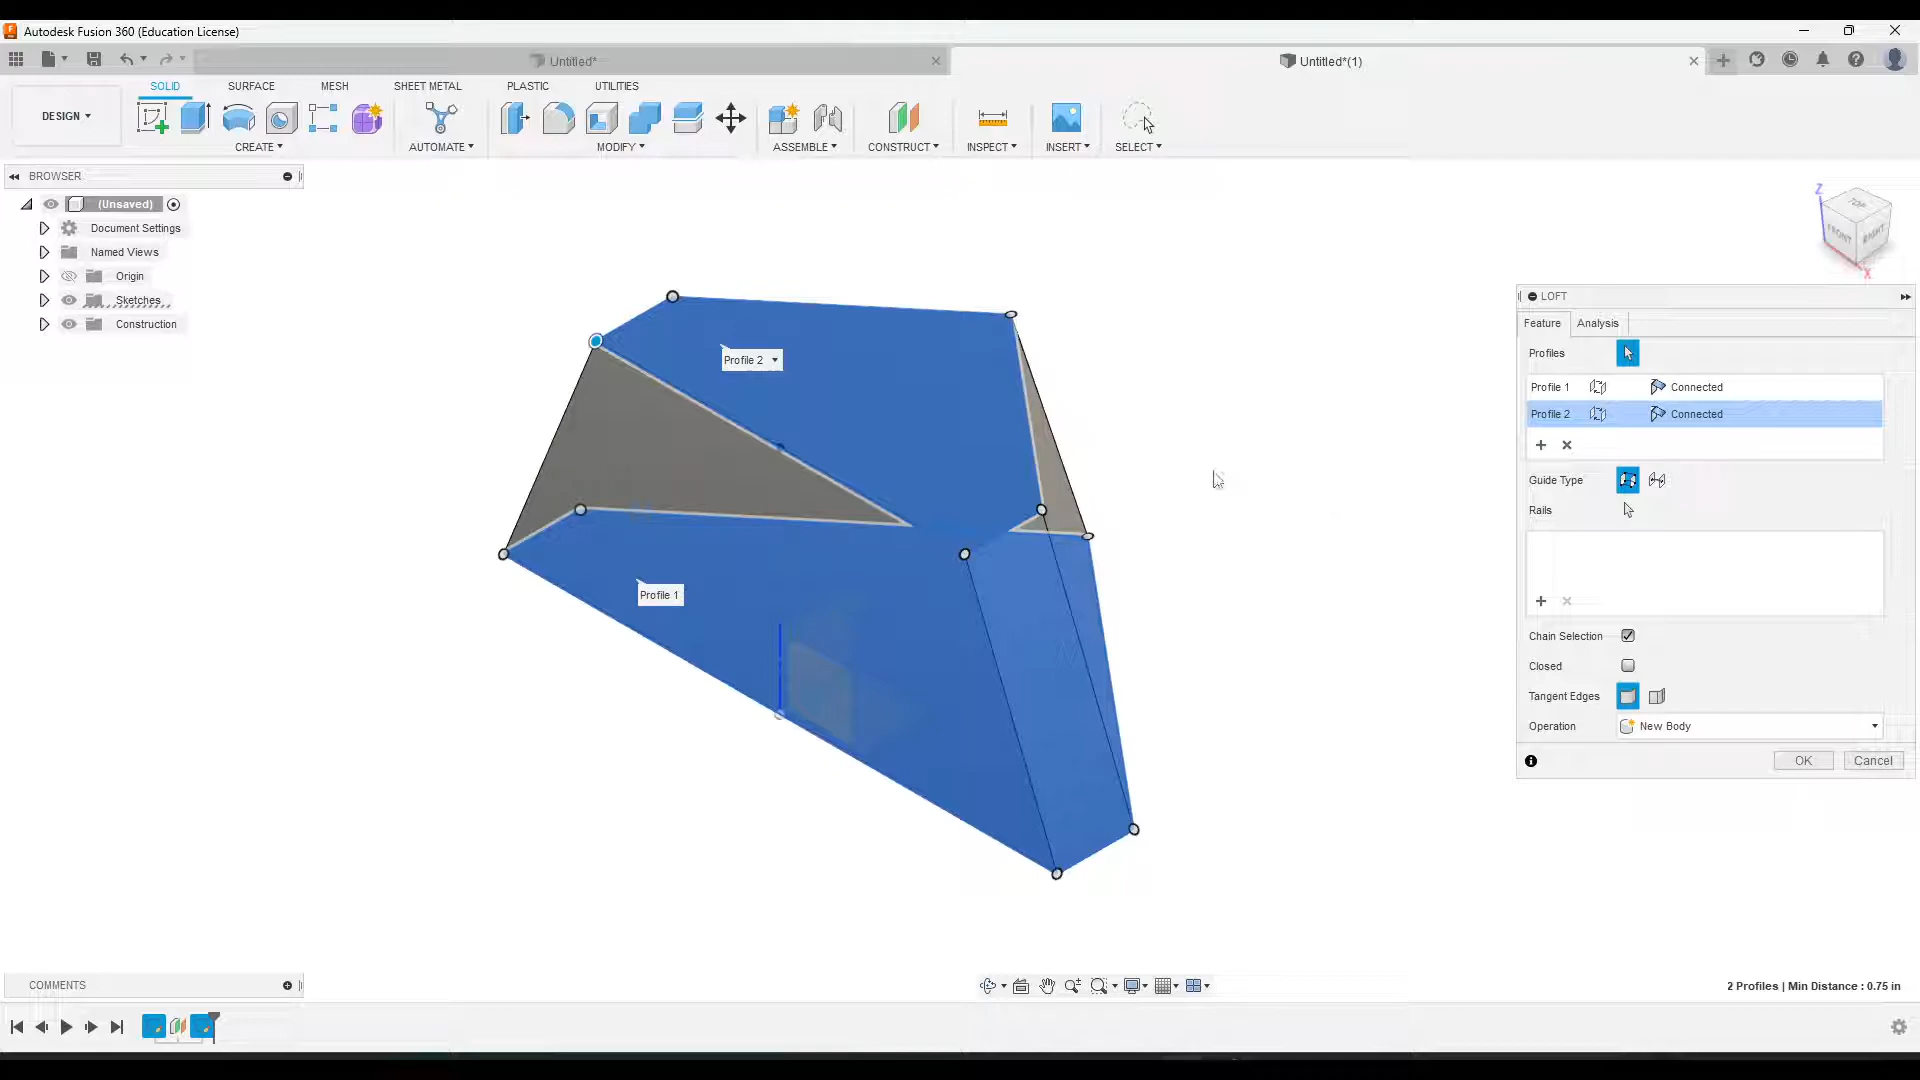 Autodesk Fusion 360 (Education License)
Untitled*
Untitled*(1)
DESIGN
SOLID
SURFACE
MESH
SHEET METAL
PLASTIC
UTILITIES
CREATE
AUTOMATE
MODIFY
ASSEMBLE
CONSTRUCT
INSPECT
INSERT
SELECT
BROWSER
(Unsaved)
Document Settings
Named Views
Origin
Sketches
Construction
Z
TOP
FRONT
RIGHT
X
Profile 2
Profile 1
LOFT
Feature
Analysis
Profiles
Profile 1
Connected
Profile 2
Connected
Guide Type
Rails
Chain Selection
Closed
Tangent Edges
Operation
New Body
OK
Cancel
COMMENTS
2 Profiles | Min Distance : 0.75 in